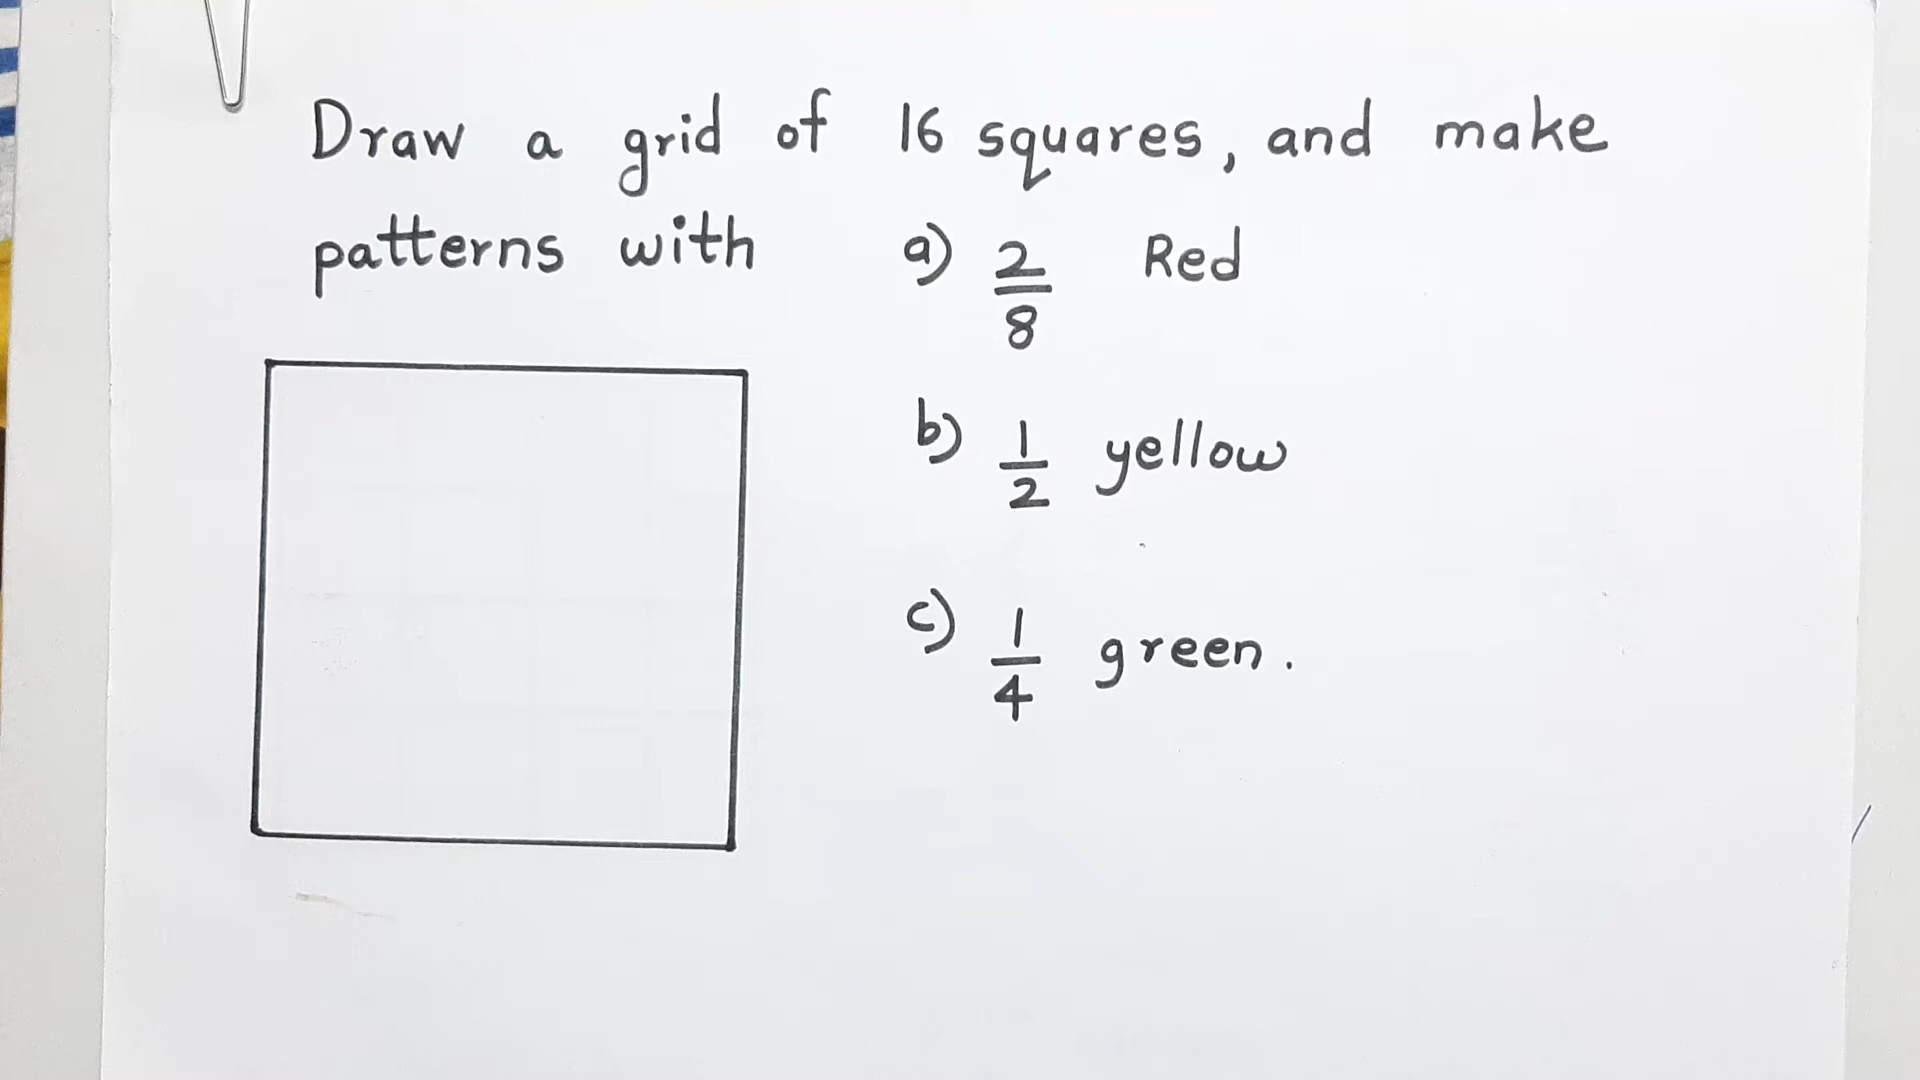 Draw a grid of 16 squares, and make
patterns with a) 2/8 Red
b) 1/2 yellow
c) 1/4 green.